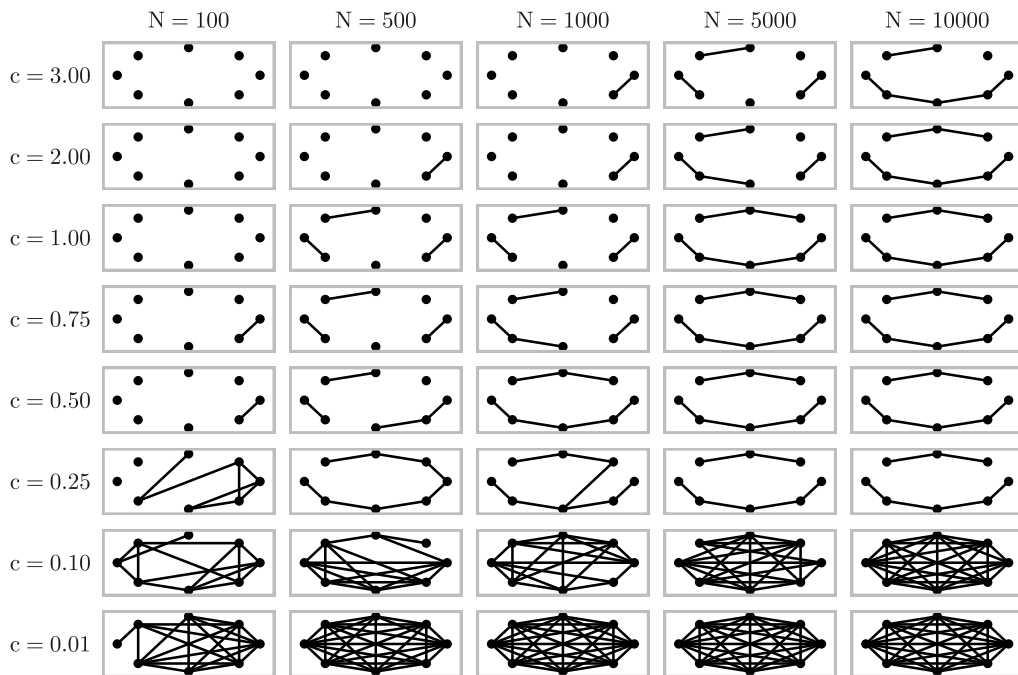 N = 100 N = 500 N = 1000 N = 5000 N = 10000
c = 3.00
c = 2.00
c = 1.00
c = 0.75
c = 0.50
c = 0.25
c = 0.10
c = 0.01